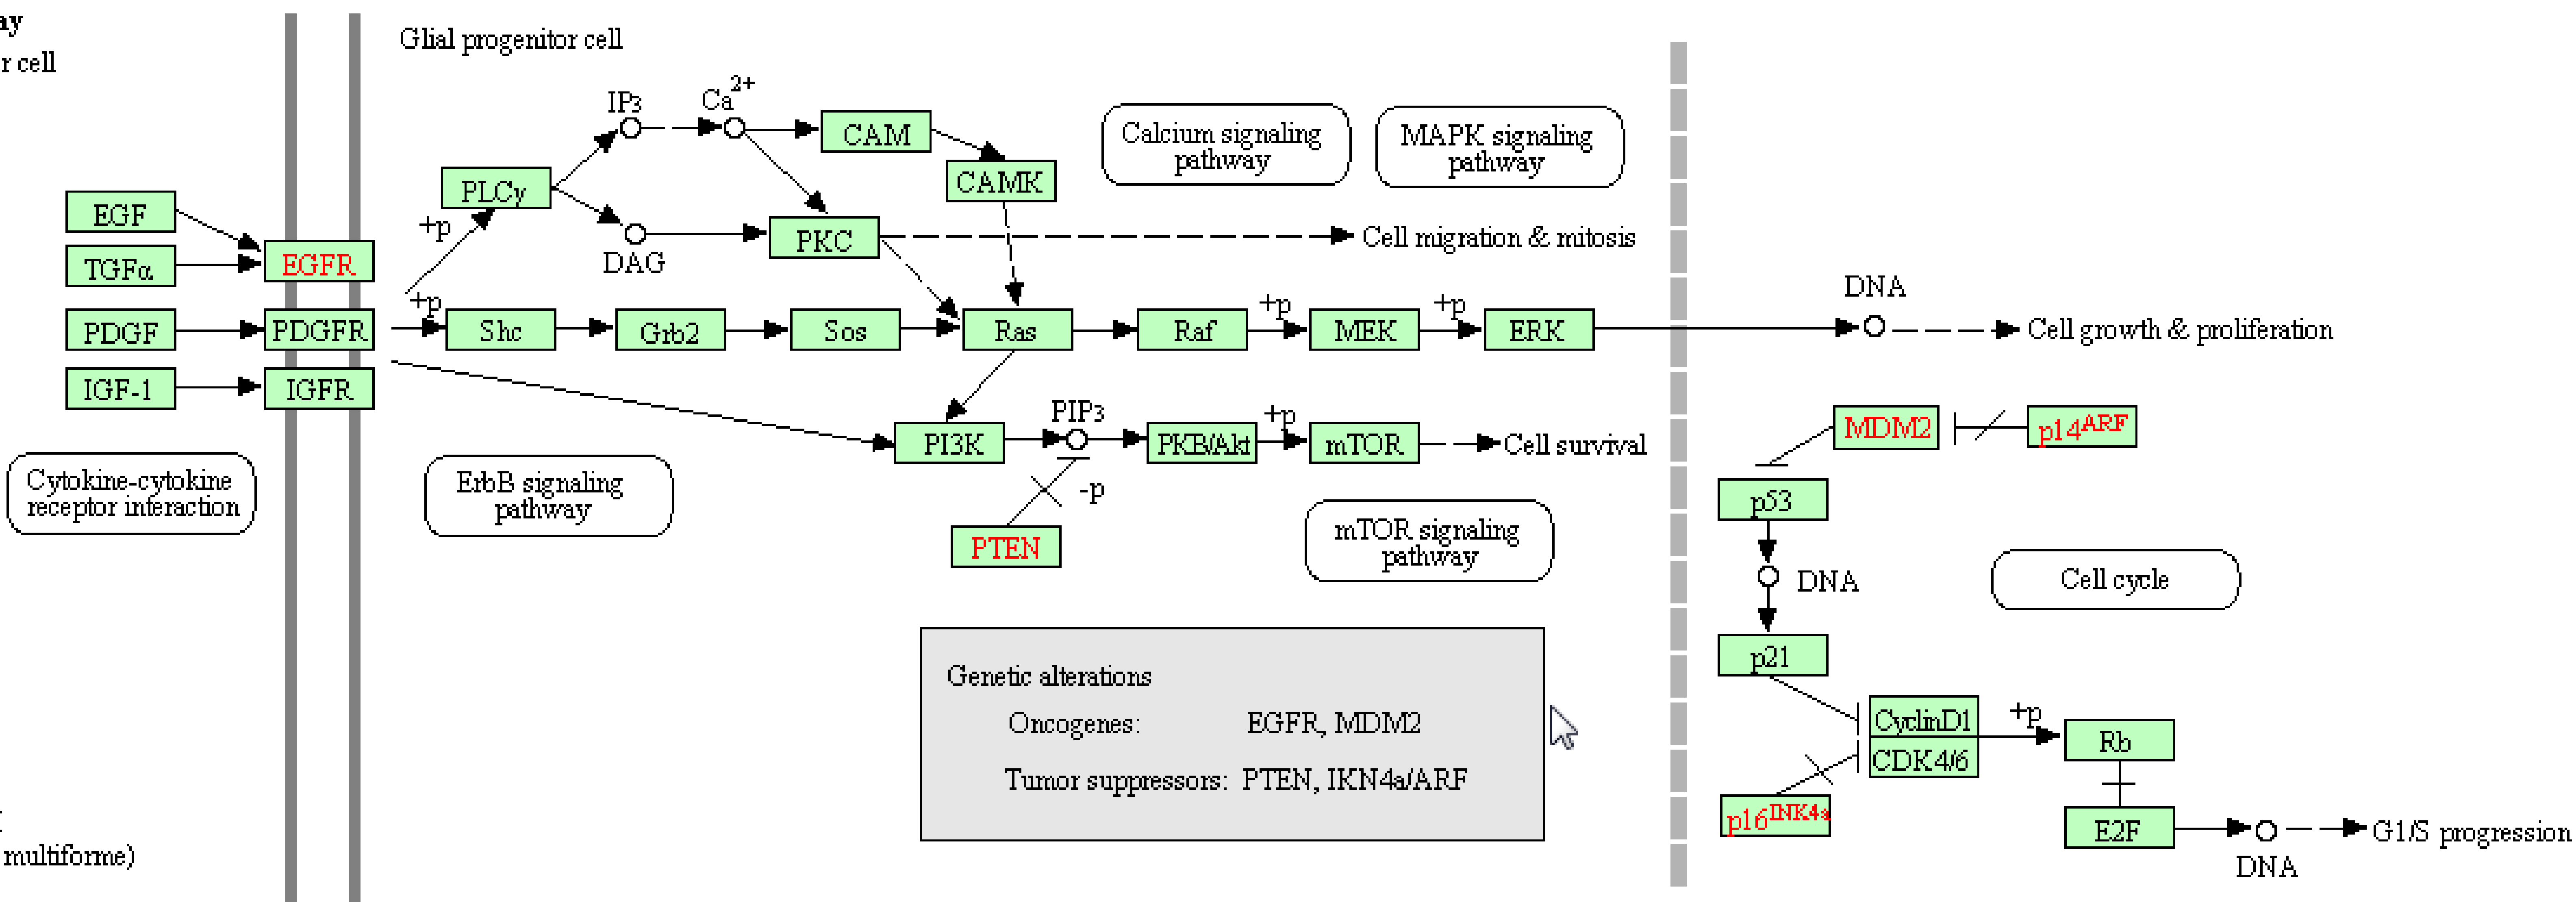 ay
r cell
Glial progenitor cell
IP3
Ca2+
CAM
Calcium signaling
pathway
MAPK signaling
pathway
CAMK
PLCγ
EGF
+p
PKC
Cell migration & mitosis
TGFα
EGFR
DAG
DNA
+p
+p
+p
PDGF
PDGFR
Shc
Grb2
Sos
Ras
Raf
MEK
ERK
Cell growth & proliferation
IGF-1
IGFR
PIP3
+p
MDM2
p14ARF
PI3K
PKB/Akt
mTOR
Cell survival
Cytokine-cytokine
receptor interaction
ErbB signaling
pathway
-p
p53
PTEN
mTOR signaling
pathway
DNA
Cell cycle
p21
Genetic alterations
Oncogenes: EGFR, MDM2
Tumor suppressors: PTEN, IKN4a/ARF
CyclinD1
+p
Rb
CDK4/6
p16INK4a
E2F
G1/S progression
DNA
multiforme)